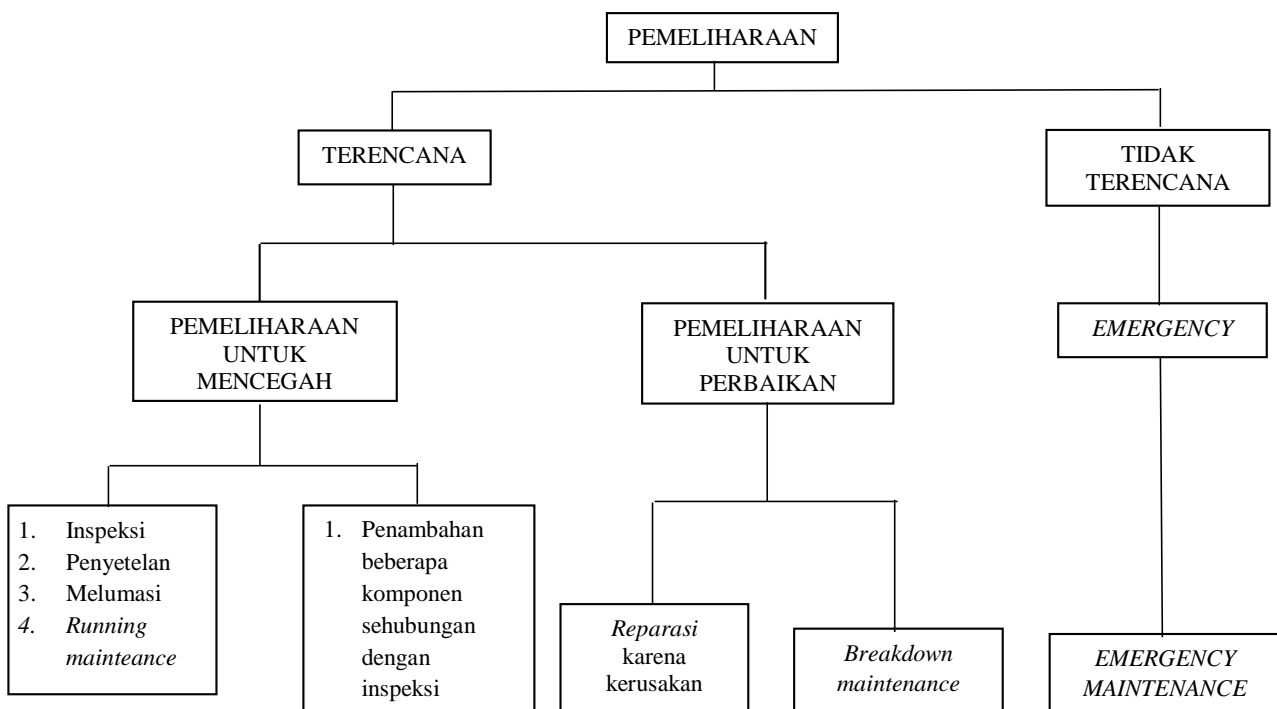 PEMELIHARAAN
TERENCANA
TIDAK
TERENCANA
PEMELIHARAAN
UNTUK
MENCEGAH
PEMELIHARAAN
UNTUK
PERBAIKAN
EMERGENCY
1. Inspeksi
2. Penyetelan
3. Melumasi
4. Running
mainteance
1. Penambahan
beberapa
komponen
sehubungan
dengan
inspeksi
Reparasi
karena
kerusakan
Breakdown
maintenance
EMERGENCY
MAINTENANCE